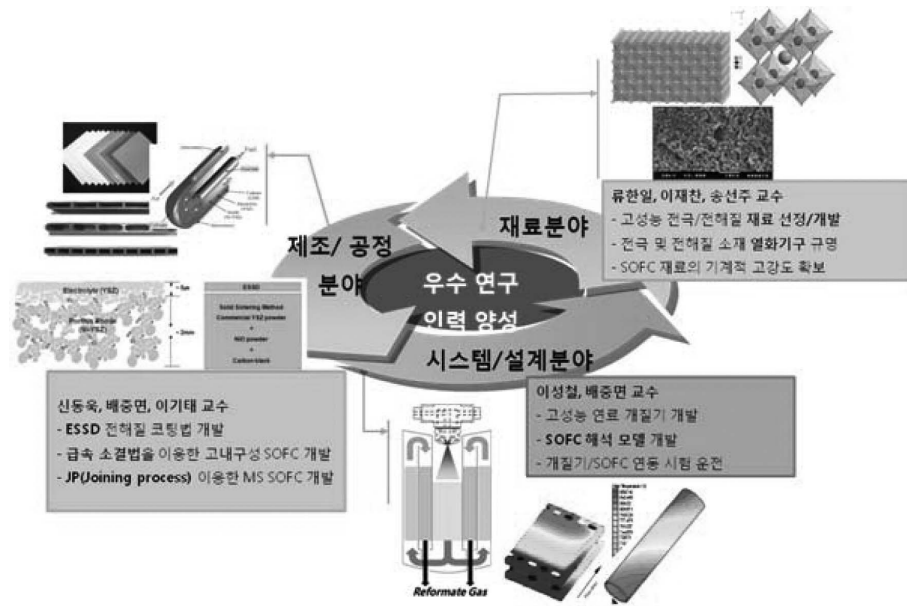 류한일, 이재찬, 송선주 교수
- 고성능 전극/전해질 재료 선정/개발
- 전극 및 전해질 소재 열화기구 규명
- SOFC 재료의 기계적 고강도 확보
재료분야
제조/ 공정
분야
우수 연구
인력 양성
시스템/설계분야
Electrolyte (YSZ)
ESSD
Solid Sintering Method
Commercial YSZ powder
+
NiO powder
+
Carbon black
신동욱, 배중면, 이기태 교수
- ESSD 전해질 코팅법 개발
- 급속 소결법을 이용한 고내구성 SOFC 개발
- JP(Joining process) 이용한 MS SOFC 개발
이성철, 배중면 교수
- 고성능 연료 개질기 개발
- SOFC 해석 모델 개발
- 개질기/SOFC 연동 시험 운전
Reformate Gas